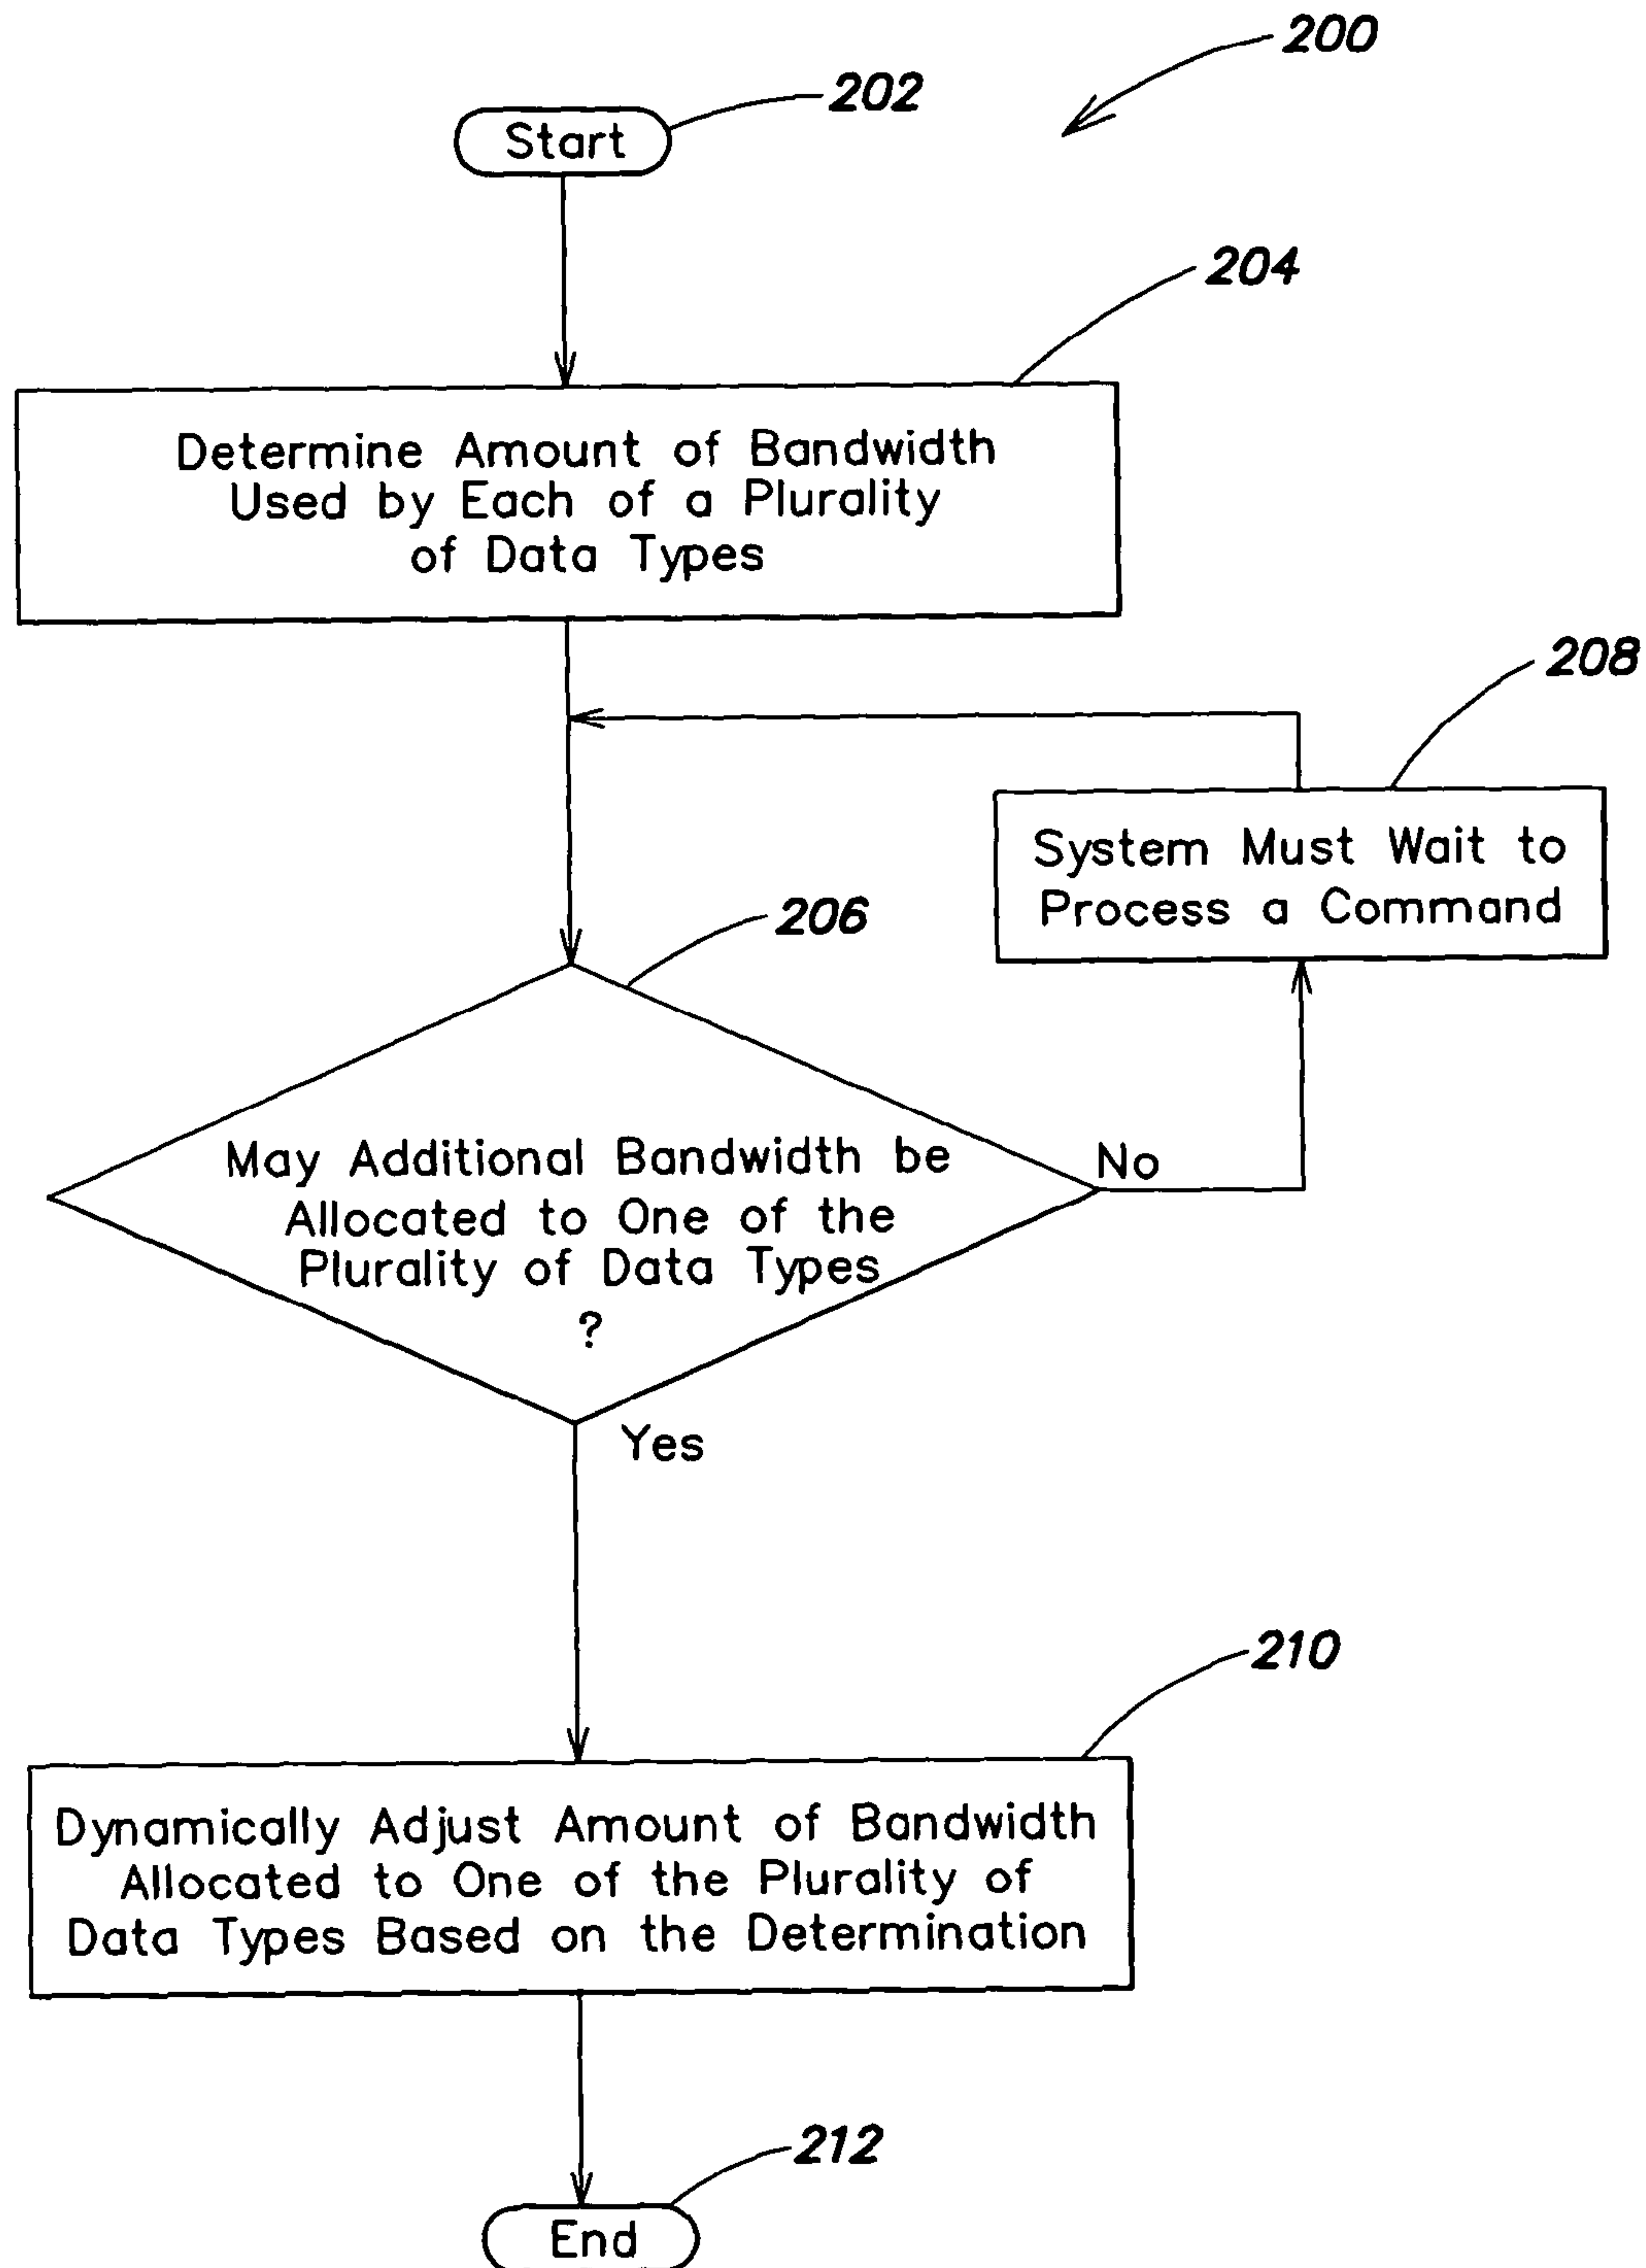 200
202
Start
204
Determine Amount of Bandwidth
Used by Each of a Plurality
of Data Types
208
System Must Wait to
Process a Command
206
May Additional Bandwidth be
Allocated to One of the
Plurality of Data Types
?
No
Yes
210
Dynamically Adjust Amount of Bandwidth
Allocated to One of the Plurality of
Data Types Based on the Determination
212
End